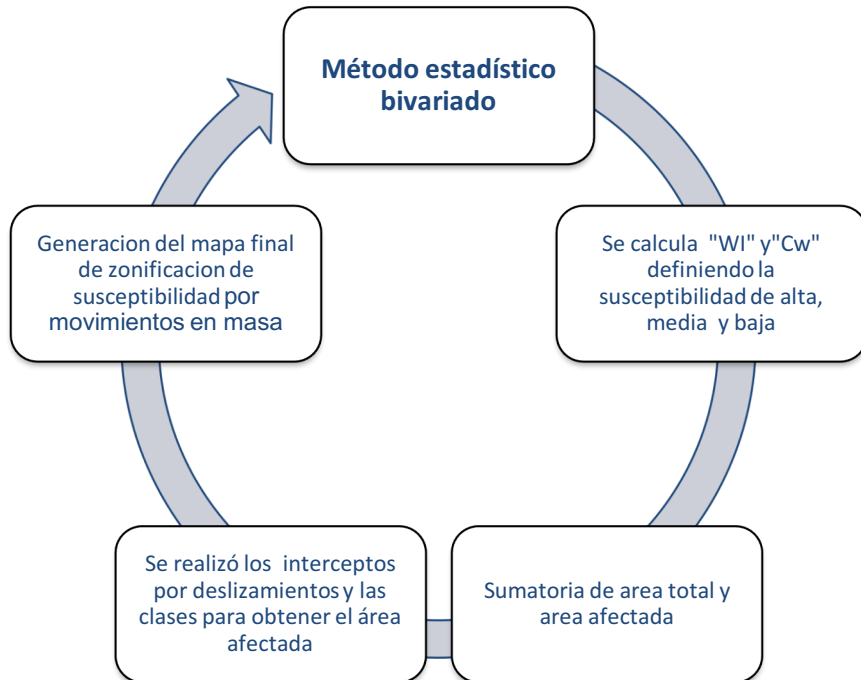 Método estadístico
bivariado
Se calcula "WI" y"Cw"
definiendo la
susceptibilidad de alta,
media y baja
Sumatoria de area total y
area afectada
Se realizó los interceptos
por deslizamientos y las
clases para obtener el área
afectada
Generacion del mapa final
de zonificacion de
susceptibilidad por
movimientos en masa